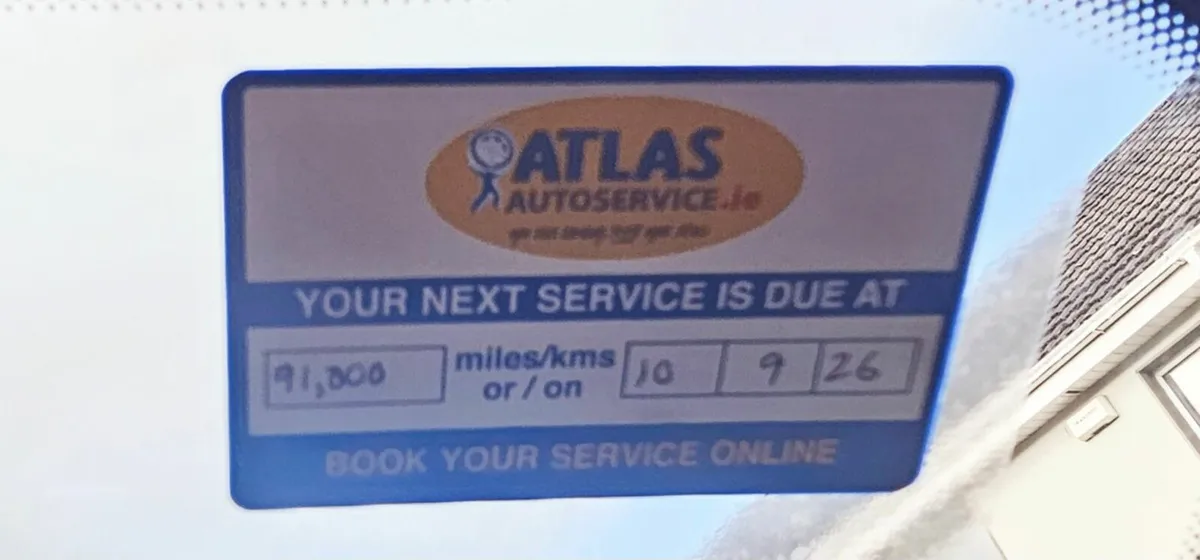 ATLAS
AUTOSERVICE.ie
YOUR NEXT SERVICE IS DUE AT
91,000 miles/kms or / on 10 9 26
BOOK YOUR SERVICE ONLINE